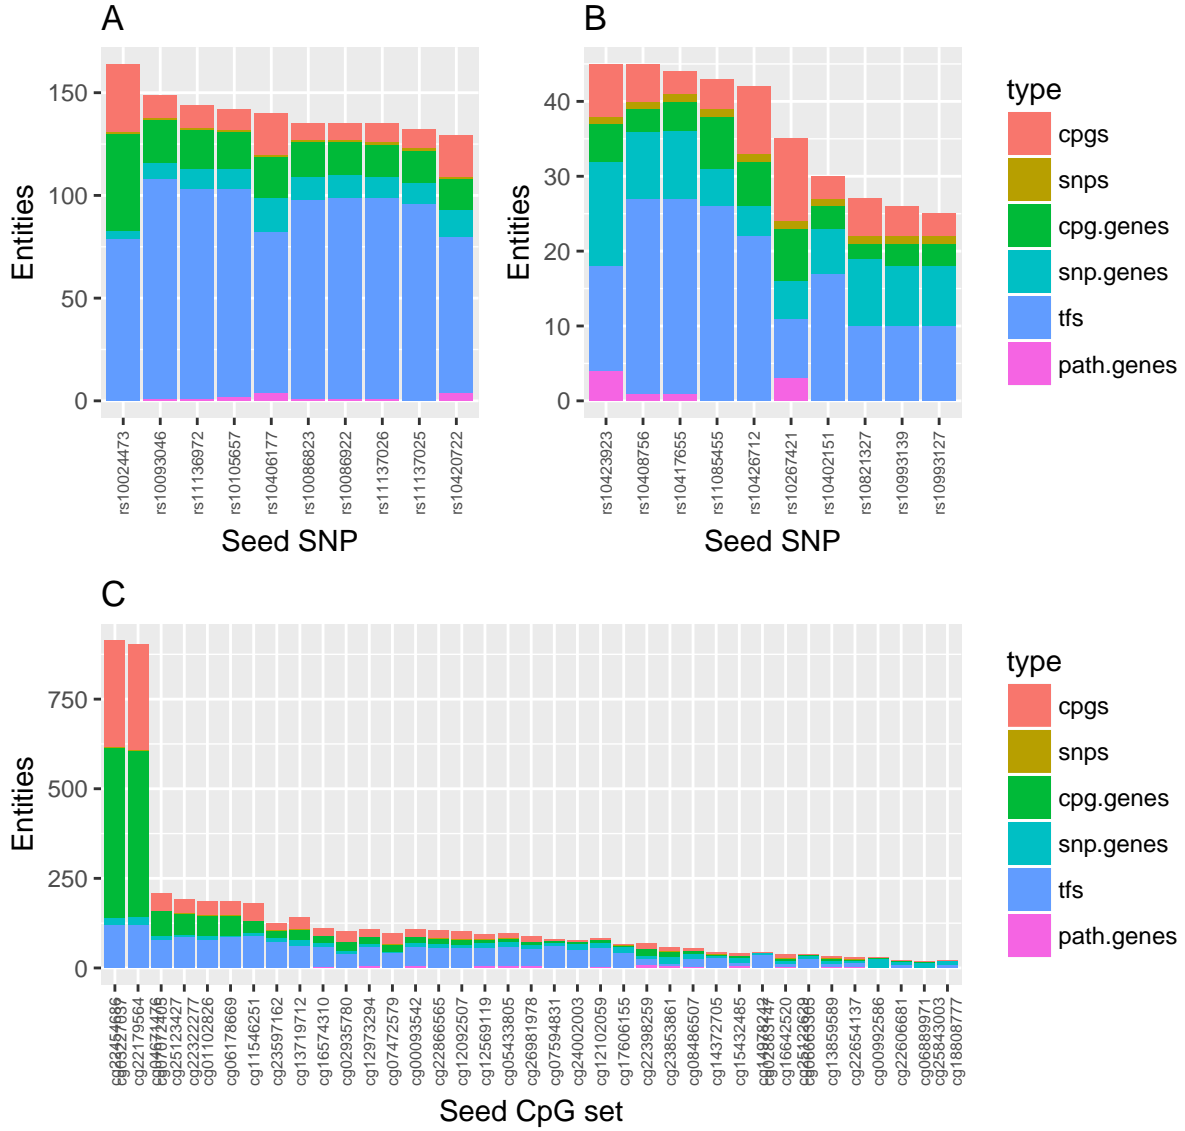 A
B
Entities
150
100
50
0
rs10024473
rs10093046
rs11136972
rs10105657
rs10406177
rs10086823
rs10086922
rs11137026
rs11137025
rs10420722
Seed SNP
Entities
40
30
20
10
0
rs10423923
rs10408756
rs10417655
rs11085455
rs10426712
rs10267421
rs10402151
rs10821327
rs10993139
rs10993127
Seed SNP
type
cpgs
snps
cpg.genes
snp.genes
tfs
path.genes
C
Entities
750
500
250
0
cg22179564
cg25123427
cg22322277
cg01102826
cg06178669
cg11546251
cg23597162
cg13719712
cg16574310
cg02935780
cg12973294
cg07472579
cg00093542
cg22866565
cg12092507
cg12569119
cg05433805
cg26981978
cg07594831
cg24002003
cg12102059
cg17606155
cg22398259
cg23853861
cg08486507
cg14372705
cg15432485
cg16642520
cg13859589
cg22654137
cg00992586
cg22606681
cg06889971
cg25843003
cg18808777
Seed CpG set
type
cpgs
snps
cpg.genes
snp.genes
tfs
path.genes